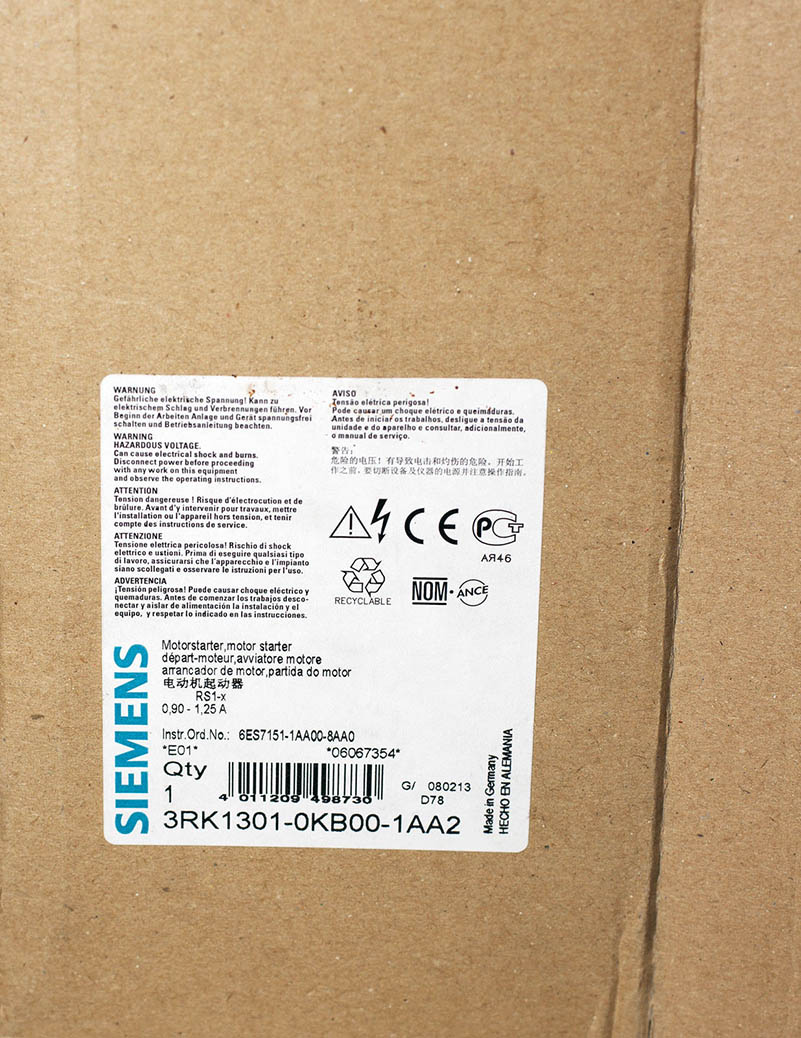 WARNUNG
Gefährliche elektrische Spannung! Kann zu
elektrischem Schlag und Verbrennungen führen. Vor
Beginn der Arbeiten Anlage und Gerät spannungsfrei
schalten und Betriebsanleitung beachten.
WARNING
HAZARDOUS VOLTAGE.
Can cause electrical shock and burns.
Disconnect power before proceeding
with any work on this equipment
and observe the operating instructions.
ATTENTION
Tension dangereuse ! Risque d'électrocution et de
brûlure. Avant d'y intervenir pour travaux, mettre
l'installation ou l'appareil hors tension, et tenir
compte des instructions de service.
ATTENZIONE
Tensione elettrica pericolosa! Rischio di shock
elettrico e ustioni. Prima di eseguire qualsiasi tipo
di lavoro, assicurarsi che l'apparecchio e l'impianto
siano scollegati e osservare le istruzioni per l'uso.
ADVERTENCIA
¡Tensión peligrosa! Puede causar choque eléctrico y
quemaduras. Antes de comenzar los trabajos desco-
nectar y aislar de alimentación la instalación y el
equipo, y respetar lo indicado en las instrucciones.
AVISO
Tensão elétrica perigosa!
Pode causar um choque elétrico e queimaduras.
Antes de iniciar os trabalhos, desligue a tensão da
unidade e do aparelho e consultar, adicionalmente,
o manual de serviço.
警告:
危险的电压! 有导致电击和灼伤的危险。开始工
作之前, 要切断设备及仪器的电源并注意操作指南。
CE
РСТ
АЯ46
RECYCLABLE
NOM-ANCE
SIEMENS
Motorstarter,motor starter
départ-moteur,avviatore motore
arrancador de motor,partida do motor
电动机起动器
RS1-x
0,90 - 1,25 A
Instr.Ord.No.: 6ES7151-1AA00-8AA0
*E01* *06067354*
Qty
1
4 011209 498730
G/ 080213
D78
3RK1301-0KB00-1AA2
Made in Germany
HECHO EN ALEMANIA